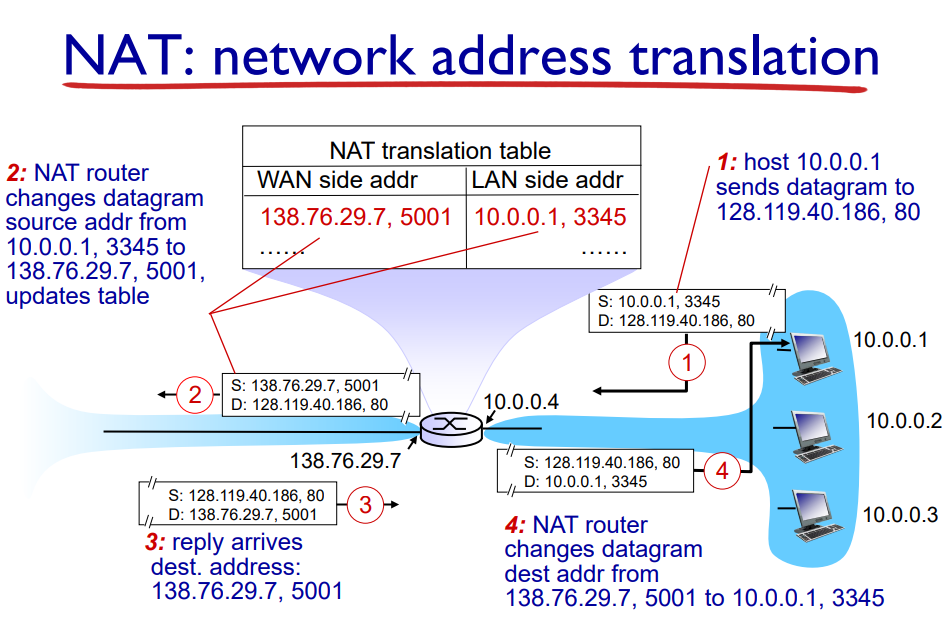 NAT: network address translation
NAT translation table
WAN side addr LAN side addr
138.76.29.7, 5001 10.0.0.1, 3345
…… ……
2: NAT router
changes datagram
source addr from
10.0.0.1, 3345 to
138.76.29.7, 5001,
updates table
1: host 10.0.0.1
sends datagram to
128.119.40.186, 80
S: 10.0.0.1, 3345
D: 128.119.40.186, 80
1
10.0.0.1
S: 138.76.29.7, 5001
D: 128.119.40.186, 80
2
10.0.0.4
10.0.0.2
138.76.29.7
S: 128.119.40.186, 80
D: 10.0.0.1, 3345
4
S: 128.119.40.186, 80
D: 138.76.29.7, 5001
3
10.0.0.3
3: reply arrives
dest. address:
138.76.29.7, 5001
4: NAT router
changes datagram
dest addr from
138.76.29.7, 5001 to 10.0.0.1, 3345